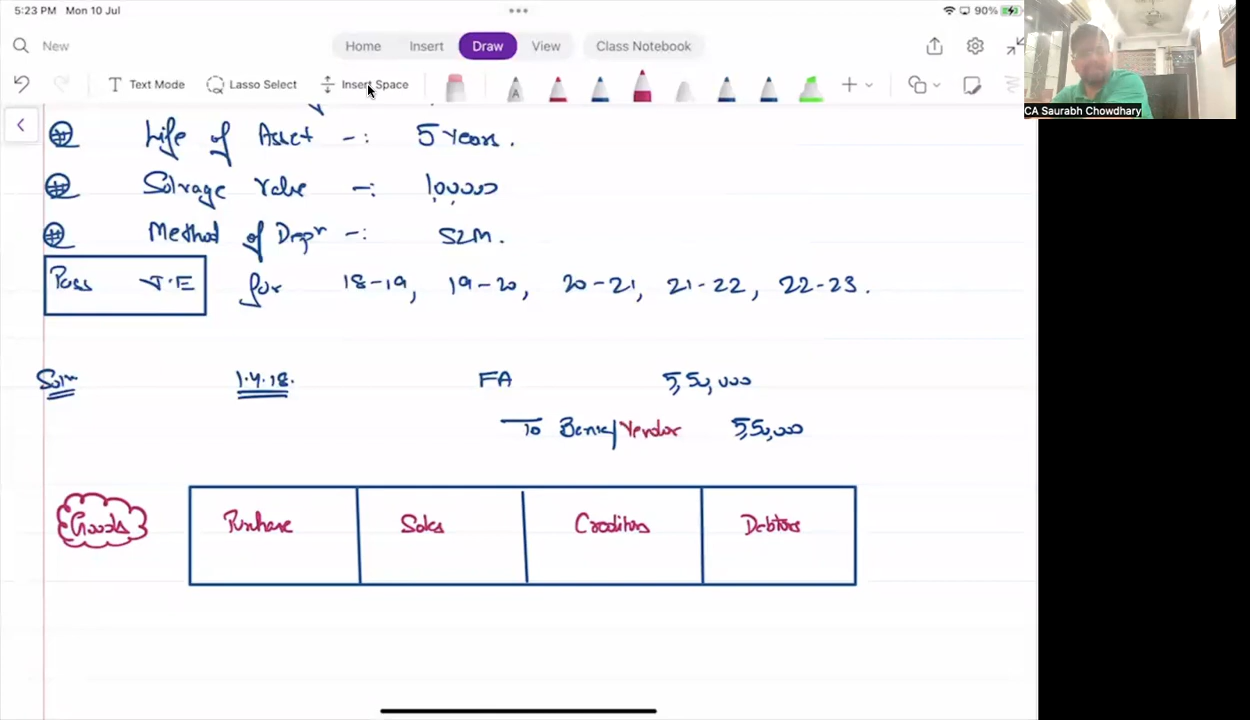 5:23 PM Mon 10 Jul
90%
New
Home Insert Draw View Class Notebook
Text Mode Lasso Select Insert Space
CA Saurabh Chowdhary
Life of Asset -: 5 Years.
Salvage Value -: 1,00,000
Method of Depr -: SLM.
Pass J.E for 18-19, 19-20, 20-21, 21-22, 22-23.
Soln 1.4.18. FA 5,50,000
To Bank/Vendor 5,50,000
Goods Purchase Sales Creditors Debtors